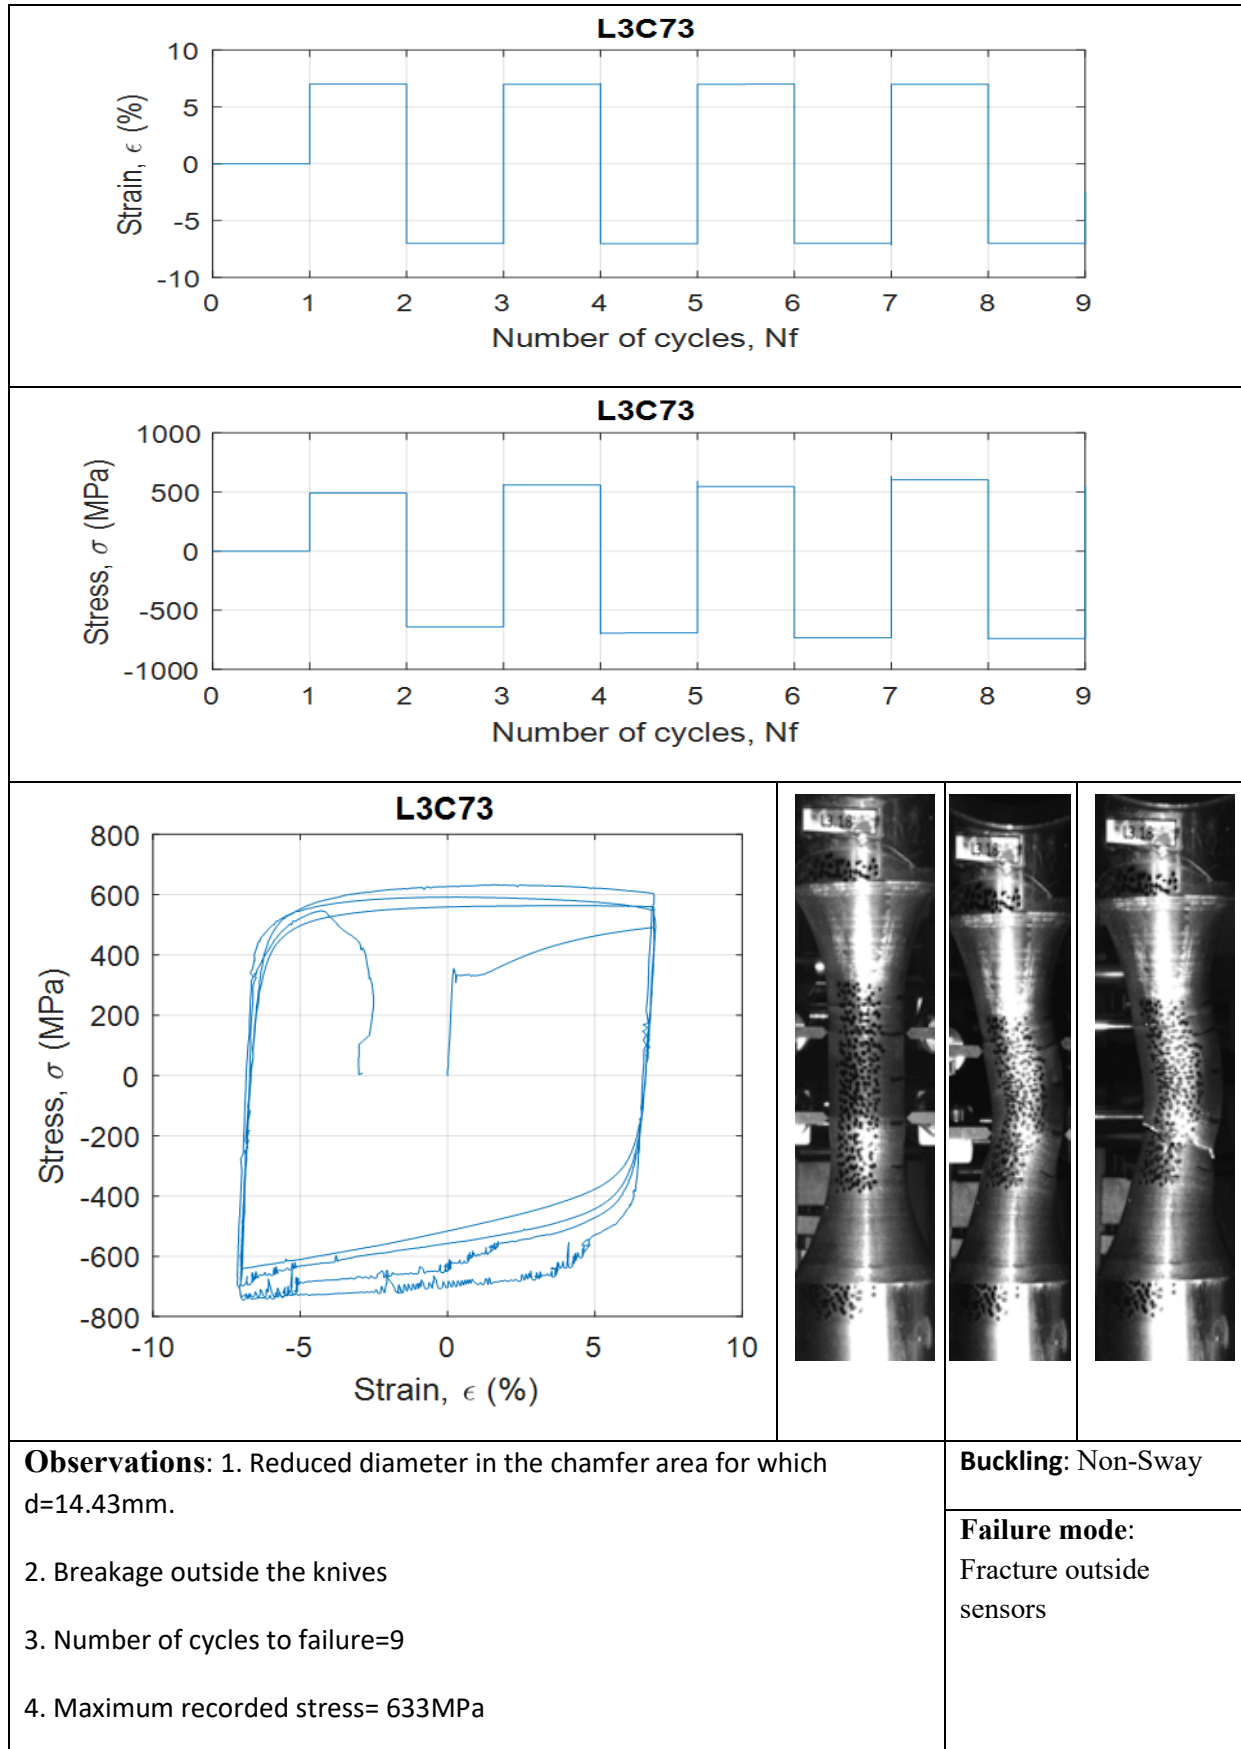 L3C73
10
5
0
-5
-10
Strain, ϵ (%)
0 1 2 3 4 5 6 7 8 9
Number of cycles, Nf
L3C73
1000
500
0
-500
-1000
Stress, σ (MPa)
0 1 2 3 4 5 6 7 8 9
Number of cycles, Nf
L3C73
800
600
400
200
0
-200
-400
-600
-800
Stress, σ (MPa)
-10 -5 0 5 10
Strain, ϵ (%)
Observations: 1. Reduced diameter in the chamfer area for which
d=14.43mm.
2. Breakage outside the knives
3. Number of cycles to failure=9
4. Maximum recorded stress= 633MPa
Buckling: Non-Sway
Failure mode:
Fracture outside
sensors